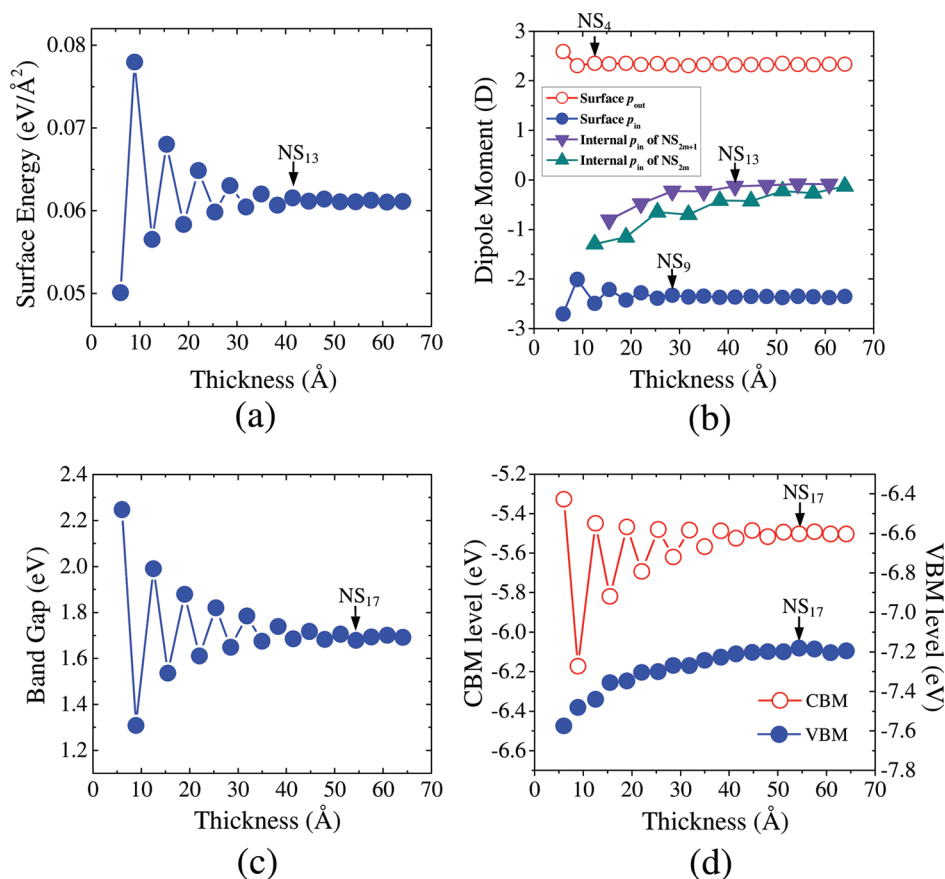 0.08
0.07
0.06
0.05
Surface Energy (eV/Å²)
NS₁₃
0 10 20 30 40 50 60 70
Thickness (Å)
(a)
3
2
1
0
-1
-2
-3
Dipole Moment (D)
NS₄
Surface p_out
Surface p_in
Internal p_in of NS₂ₘ₊₁
Internal p_in of NS₂ₘ
NS₁₃
NS₉
0 10 20 30 40 50 60 70
Thickness (Å)
(b)
2.4
2.2
2.0
1.8
1.6
1.4
1.2
Band Gap (eV)
NS₁₇
0 10 20 30 40 50 60 70
Thickness (Å)
(c)
-5.2
-5.4
-5.6
-5.8
-6.0
-6.2
-6.4
-6.6
CBM level (eV)
NS₁₇
NS₁₇
CBM
VBM
-6.4
-6.6
-6.8
-7.0
-7.2
-7.4
-7.6
-7.8
VBM level (eV)
0 10 20 30 40 50 60 70
Thickness (Å)
(d)